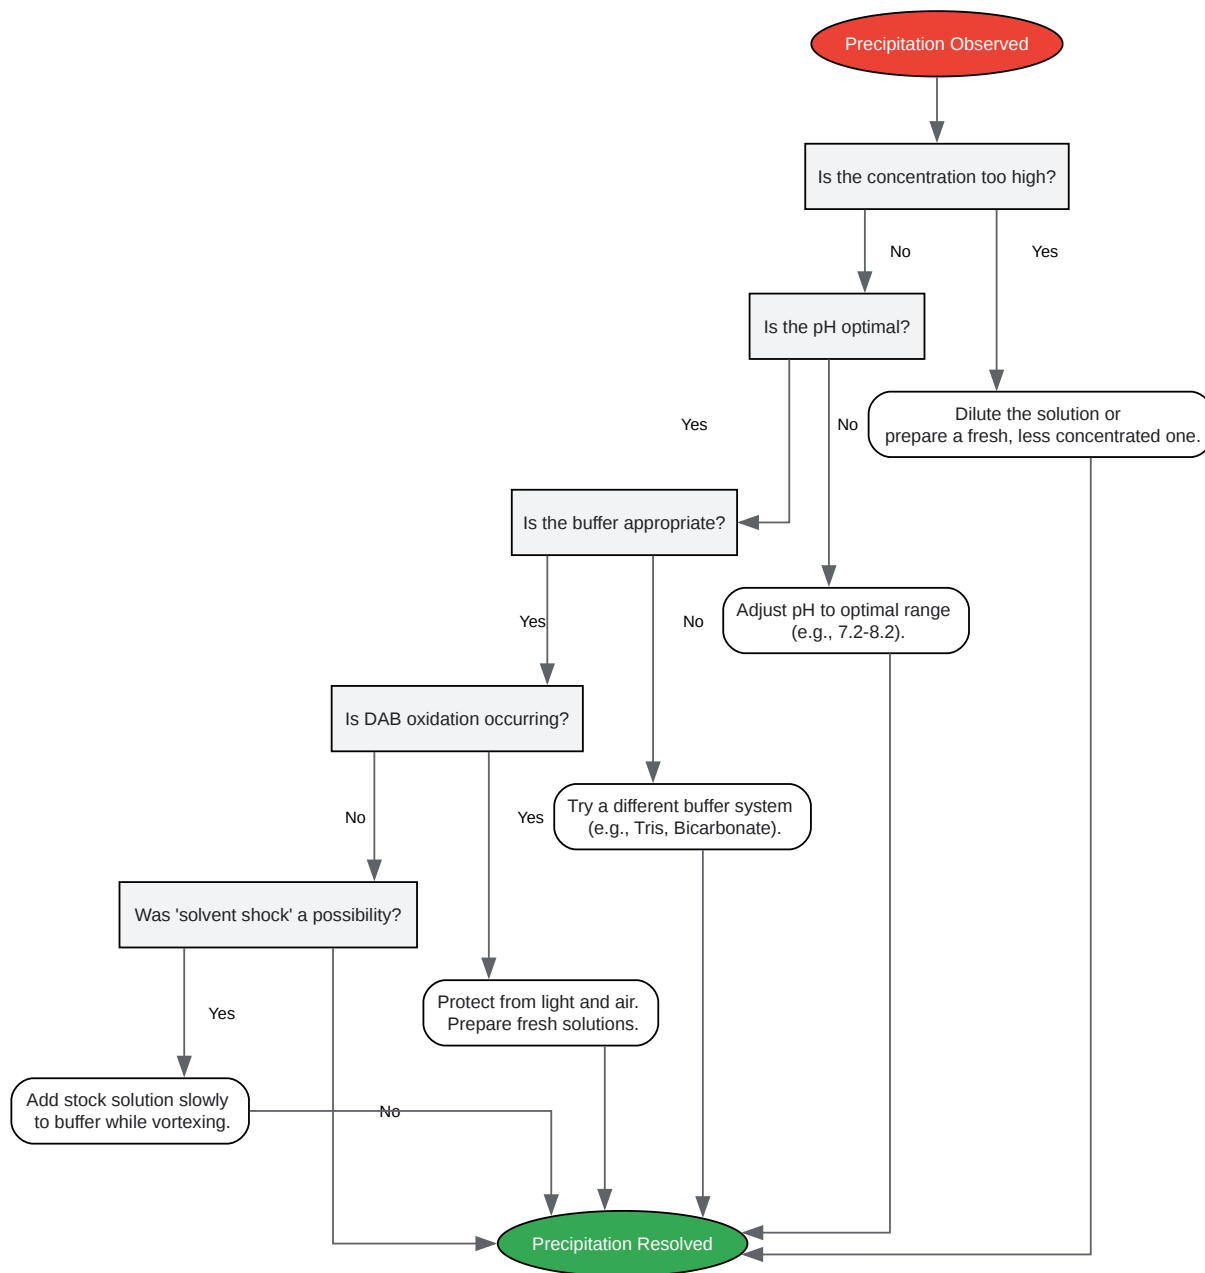 Precipitation Observed
Is the concentration too high?
No
Yes
Is the pH optimal?
Yes
No
Dilute the solution or
prepare a fresh, less concentrated one.
Is the buffer appropriate?
Yes
No
Adjust pH to optimal range
(e.g., 7.2-8.2).
Is DAB oxidation occurring?
No
Yes
Try a different buffer system
(e.g., Tris, Bicarbonate).
Was 'solvent shock' a possibility?
Yes
Protect from light and air.
Prepare fresh solutions.
Add stock solution slowly
to buffer while vortexing.
No
Precipitation Resolved